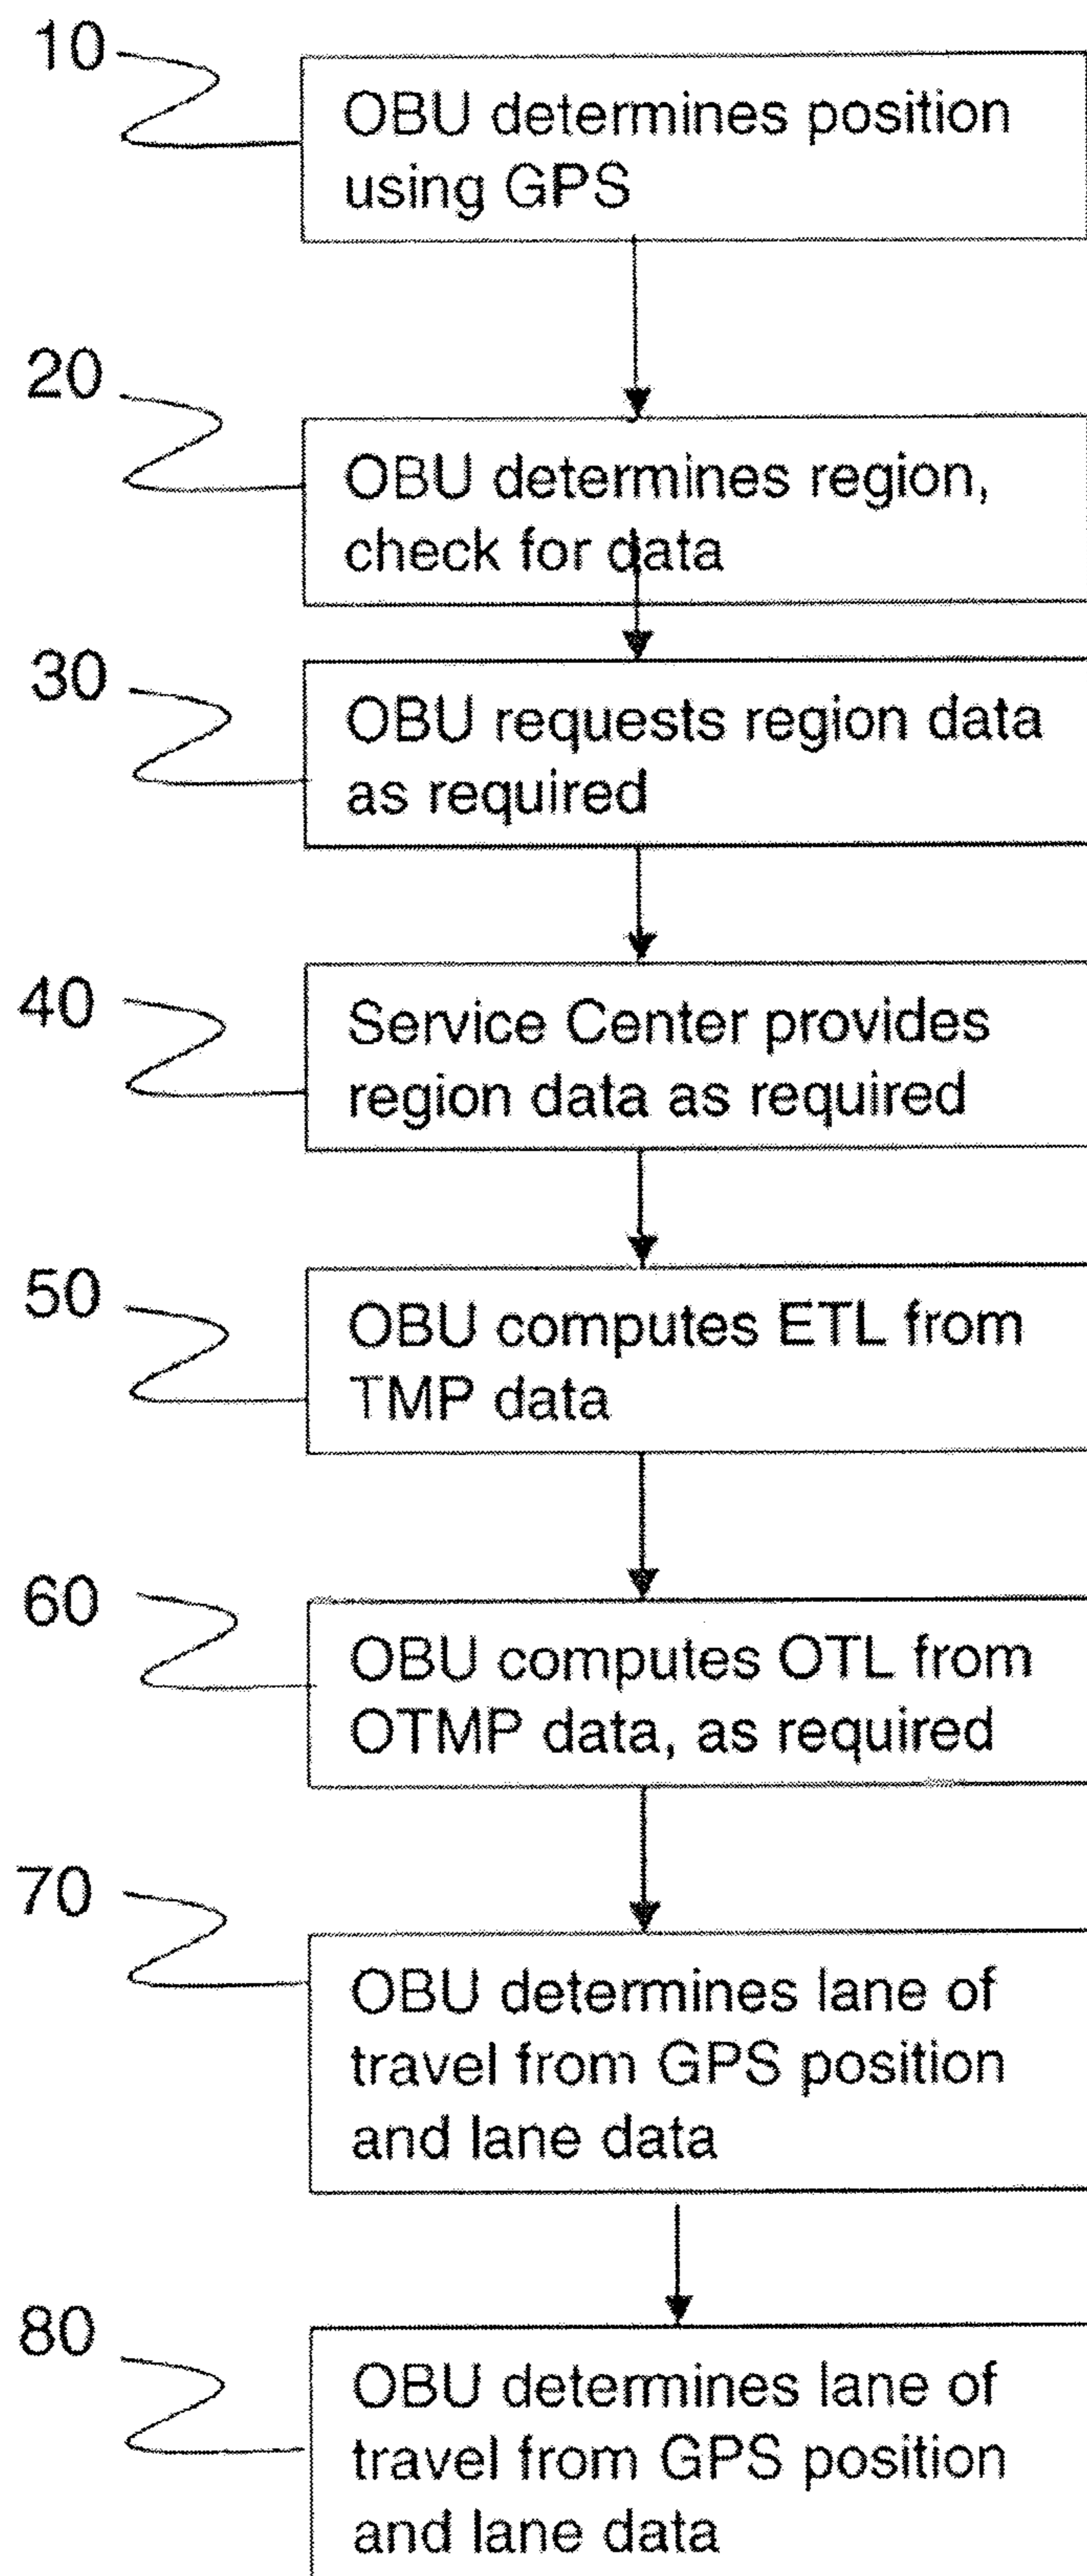 10
OBU determines position
using GPS
20
OBU determines region,
check for data
30
OBU requests region data
as required
40
Service Center provides
region data as required
50
OBU computes ETL from
TMP data
60
OBU computes OTL from
OTMP data, as required
70
OBU determines lane of
travel from GPS position
and lane data
80
OBU determines lane of
travel from GPS position
and lane data